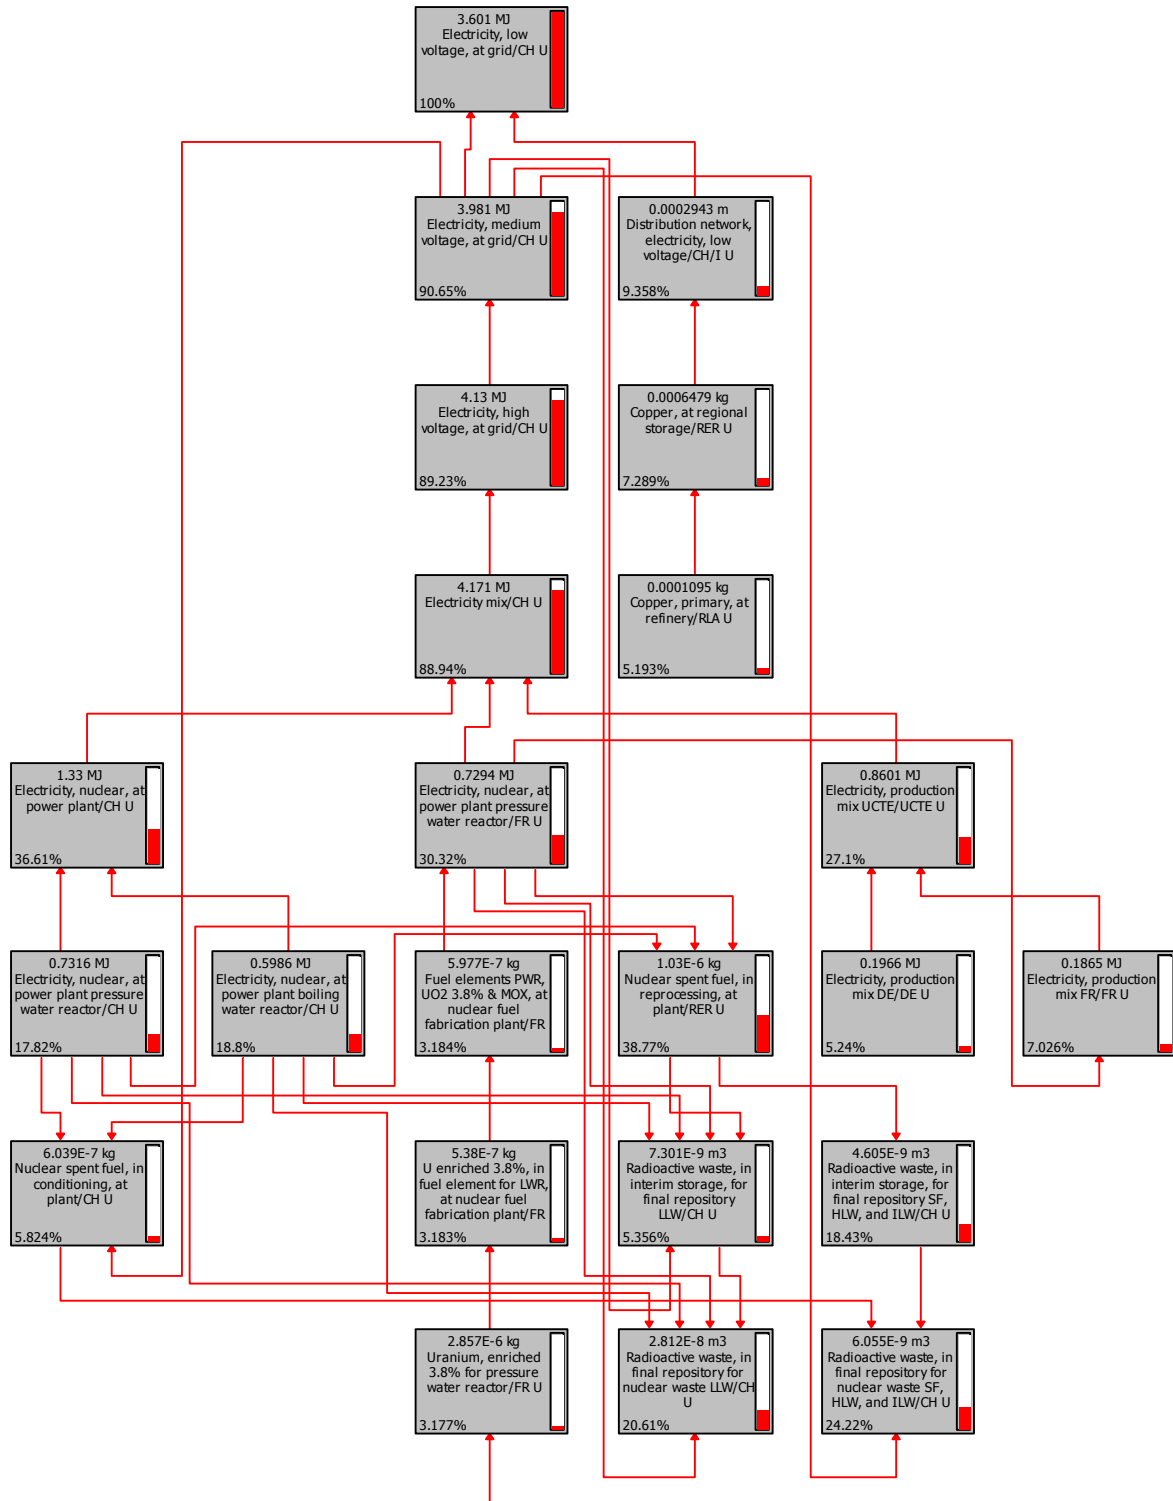 3.601 MJ
Electricity, low
voltage, at grid/CH U
100%
3.981 MJ
Electricity, medium
voltage, at grid/CH U
90.65%
0.0002943 m
Distribution network,
electricity, low
voltage/CH/I U
9.358%
4.13 MJ
Electricity, high
voltage, at grid/CH U
89.23%
0.0006479 kg
Copper, at regional
storage/RER U
7.289%
4.171 MJ
Electricity mix/CH U
88.94%
0.0001095 kg
Copper, primary, at
refinery/RLA U
5.193%
1.33 MJ
Electricity, nuclear, at
power plant/CH U
36.61%
0.7294 MJ
Electricity, nuclear, at
power plant pressure
water reactor/FR U
30.32%
0.8601 MJ
Electricity, production
mix UCTE/UCTE U
27.1%
0.7316 MJ
Electricity, nuclear, at
power plant pressure
water reactor/CH U
17.82%
0.5986 MJ
Electricity, nuclear, at
power plant boiling
water reactor/CH U
18.8%
5.977E-7 kg
Fuel elements PWR,
UO2 3.8% & MOX, at
nuclear fuel
fabrication plant/FR
3.184%
1.03E-6 kg
Nuclear spent fuel, in
reprocessing, at
plant/RER U
38.77%
0.1966 MJ
Electricity, production
mix DE/DE U
5.24%
0.1865 MJ
Electricity, production
mix FR/FR U
7.026%
6.039E-7 kg
Nuclear spent fuel, in
conditioning, at
plant/CH U
5.824%
5.38E-7 kg
U enriched 3.8%, in
fuel element for LWR,
at nuclear fuel
fabrication plant/FR
3.183%
7.301E-9 m3
Radioactive waste, in
interim storage, for
final repository
LLW/CH U
5.356%
4.605E-9 m3
Radioactive waste, in
interim storage, for
final repository SF,
HLW, and ILW/CH U
18.43%
2.857E-6 kg
Uranium, enriched
3.8% for pressure
water reactor/FR U
3.177%
2.812E-8 m3
Radioactive waste, in
final repository for
nuclear waste LLW/CH
U
20.61%
6.055E-9 m3
Radioactive waste, in
final repository for
nuclear waste SF,
HLW, and ILW/CH U
24.22%